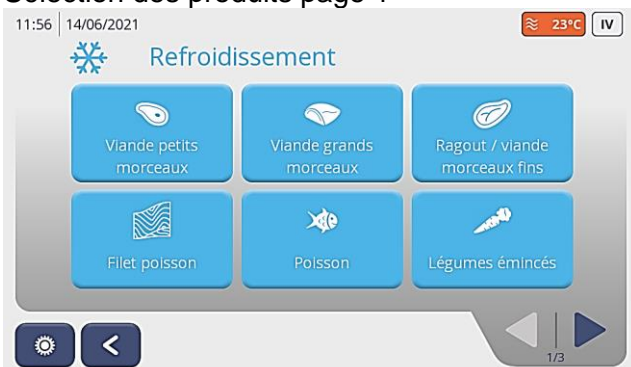 Sélection des produits page 1
11:56 14/06/2021
23°C IV
Refroidissement
Viande petits
morceaux
Viande grands
morceaux
Ragout / viande
morceaux fins
Filet poisson
Poisson
Légumes émincés
1/3